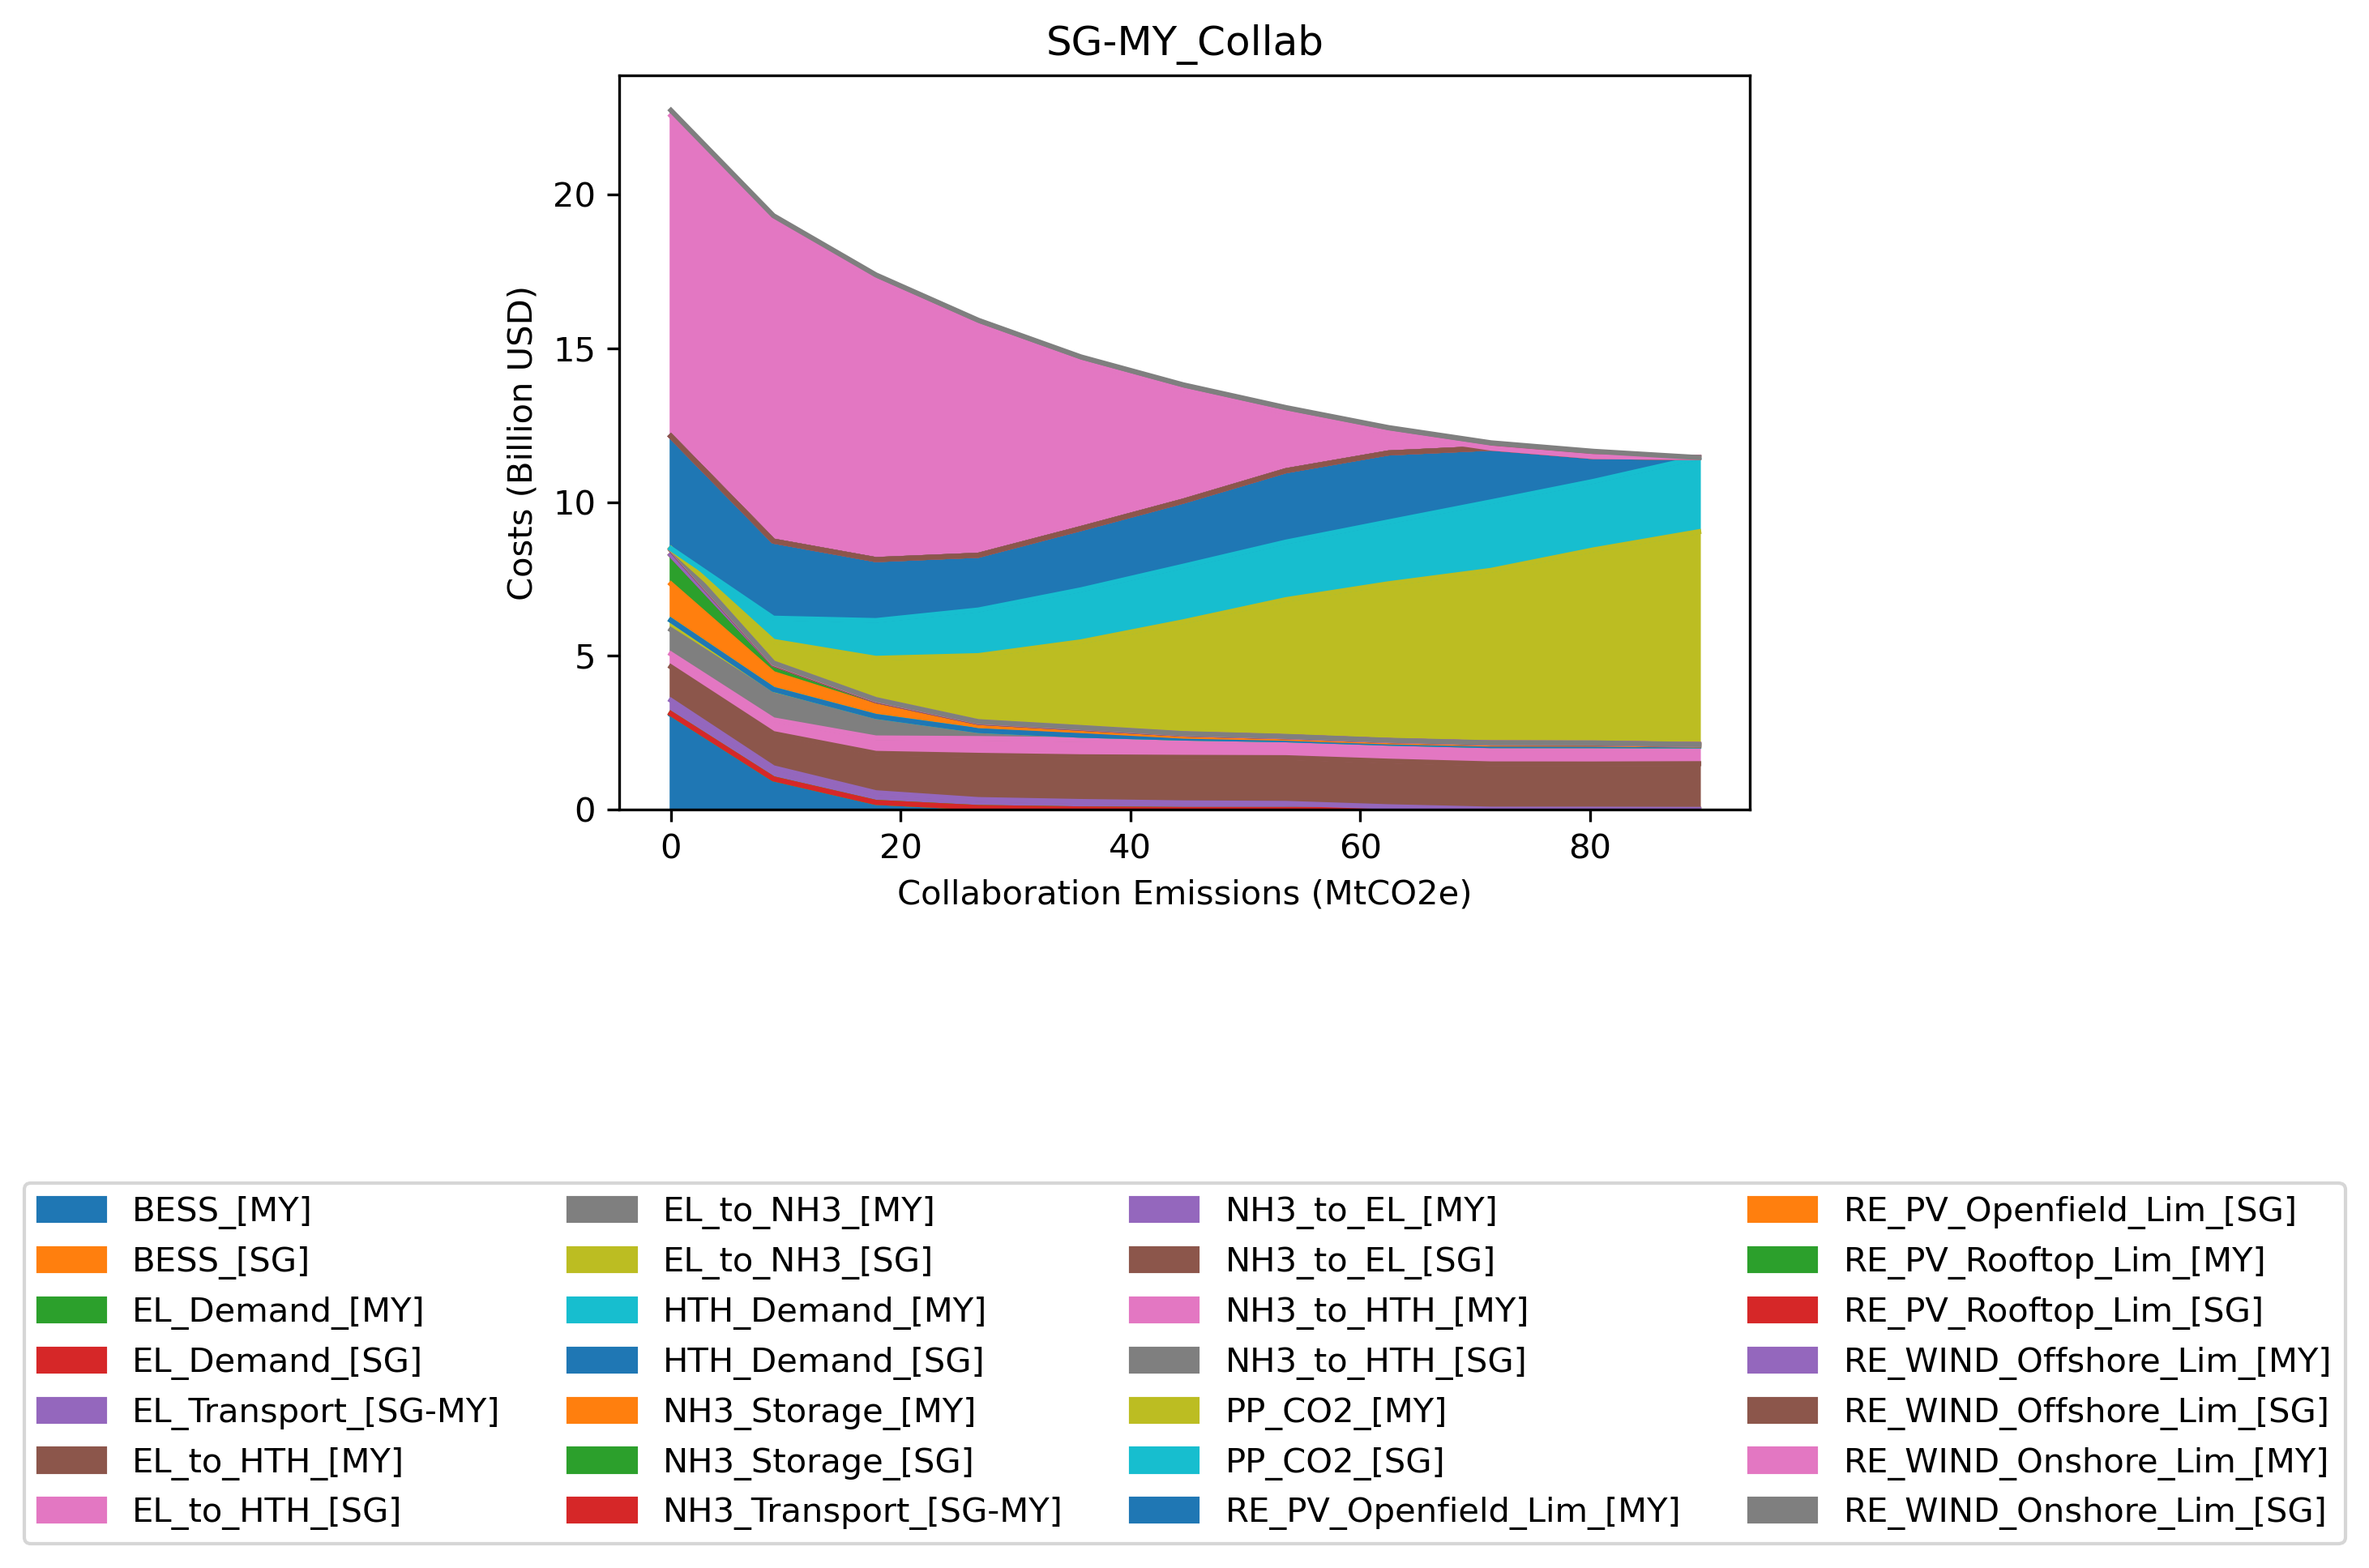 SG-MY_Collab
Costs (Billion USD)
20
15
10
5
0
0 20 40 60 80
Collaboration Emissions (MtCO2e)
BESS_[MY]
BESS_[SG]
EL_Demand_[MY]
EL_Demand_[SG]
EL_Transport_[SG-MY]
EL_to_HTH_[MY]
EL_to_HTH_[SG]
EL_to_NH3_[MY]
EL_to_NH3_[SG]
HTH_Demand_[MY]
HTH_Demand_[SG]
NH3_Storage_[MY]
NH3_Storage_[SG]
NH3_Transport_[SG-MY]
NH3_to_EL_[MY]
NH3_to_EL_[SG]
NH3_to_HTH_[MY]
NH3_to_HTH_[SG]
PP_CO2_[MY]
PP_CO2_[SG]
RE_PV_Openfield_Lim_[MY]
RE_PV_Openfield_Lim_[SG]
RE_PV_Rooftop_Lim_[MY]
RE_PV_Rooftop_Lim_[SG]
RE_WIND_Offshore_Lim_[MY]
RE_WIND_Offshore_Lim_[SG]
RE_WIND_Onshore_Lim_[MY]
RE_WIND_Onshore_Lim_[SG]